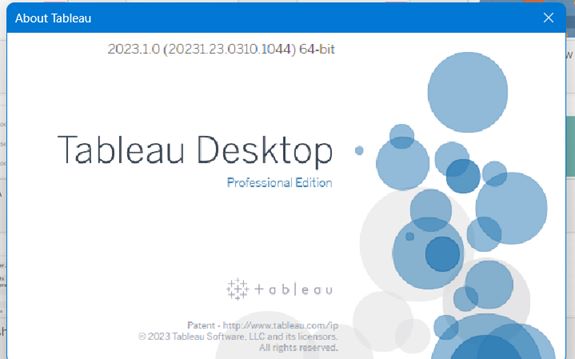 About Tableau
2023.1.0 (20231.23.0310.1044) 64-bit
Tableau Desktop
Professional Edition
+ a b l e a u
Patent - http://www.tableau.com/ip
© 2023 Tableau Software, LLC and its licensors.
All rights reserved.